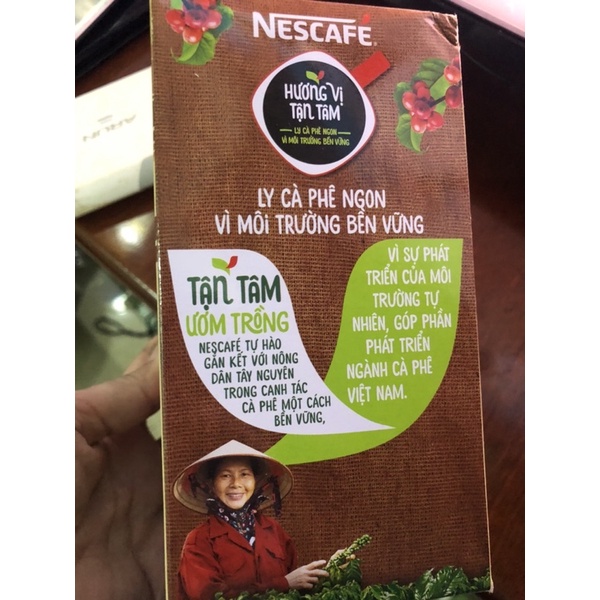 NESCAFÉ®
HƯƠNG VỊ
TẬN TÂM
LY CÀ PHÊ NGON
VÌ MÔI TRƯỜNG BỀN VỮNG
LY CÀ PHÊ NGON
VÌ MÔI TRƯỜNG BỀN VỮNG
TẬN TÂM
ƯƠM TRỒNG
NESCAFÉ TỰ HÀO
GẮN KẾT VỚI NÔNG
DÂN TÂY NGUYÊN
TRONG CANH TÁC
CÀ PHÊ MỘT CÁCH
BỀN VỮNG,
VÌ SỰ PHÁT
TRIỂN CỦA MÔI
TRƯỜNG TỰ
NHIÊN, GÓP PHẦN
PHÁT TRIỂN
NGÀNH CÀ PHÊ
VIỆT NAM.